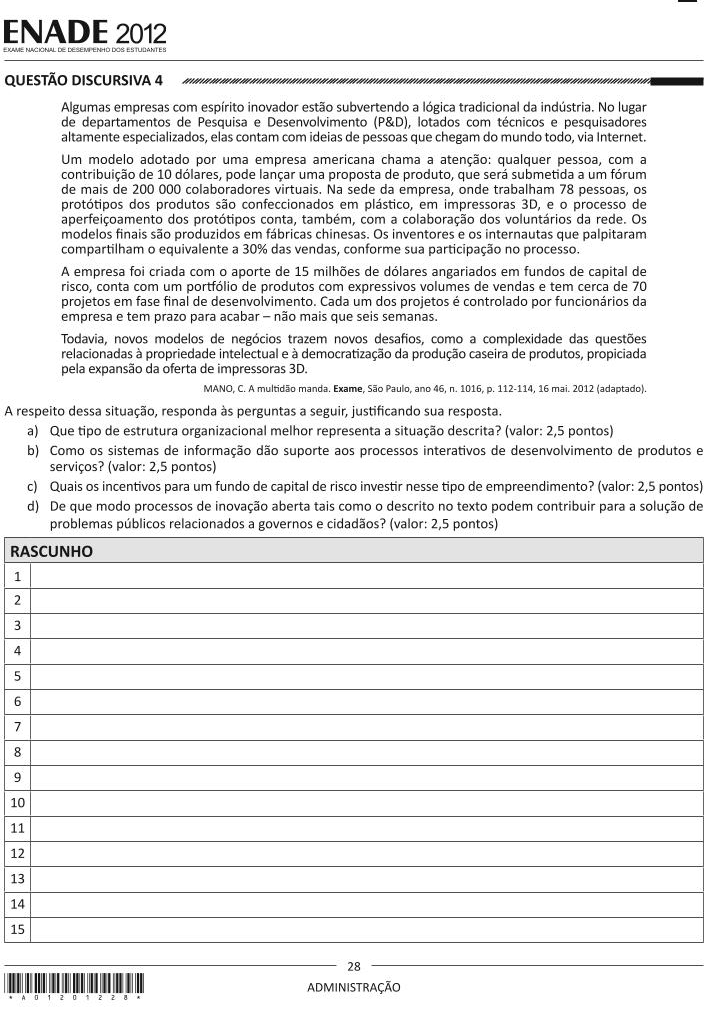 ENADE 2012
EXAME NACIONAL DE DESEMPENHO DOS ESTUDANTES
QUESTÃO DISCURSIVA 4
Algumas empresas com espírito inovador estão subvertendo a lógica tradicional da indústria. No lugar
de departamentos de Pesquisa e Desenvolvimento (P&D), lotados com técnicos e pesquisadores
altamente especializados, elas contam com ideias de pessoas que chegam do mundo todo, via Internet.
Um modelo adotado por uma empresa americana chama a atenção: qualquer pessoa, com a
contribuição de 10 dólares, pode lançar uma proposta de produto, que será submetida a um fórum
de mais de 200 000 colaboradores virtuais. Na sede da empresa, onde trabalham 78 pessoas, os
protótipos dos produtos são confeccionados em plástico, em impressoras 3D, e o processo de
aperfeiçoamento dos protótipos conta, também, com a colaboração dos voluntários da rede. Os
modelos finais são produzidos em fábricas chinesas. Os inventores e os internautas que palpitaram
compartilham o equivalente a 30% das vendas, conforme sua participação no processo.
A empresa foi criada com o aporte de 15 milhões de dólares angariados em fundos de capital de
risco, conta com um portfólio de produtos com expressivos volumes de vendas e tem cerca de 70
projetos em fase final de desenvolvimento. Cada um dos projetos é controlado por funcionários da
empresa e tem prazo para acabar – não mais que seis semanas.
Todavia, novos modelos de negócios trazem novos desafios, como a complexidade das questões
relacionadas à propriedade intelectual e à democratização da produção caseira de produtos, propiciada
pela expansão da oferta de impressoras 3D.
MANO, C. A multidão manda. Exame, São Paulo, ano 46, n. 1016, p. 112-114, 16 mai. 2012 (adaptado).
A respeito dessa situação, responda às perguntas a seguir, justificando sua resposta.
a) Que tipo de estrutura organizacional melhor representa a situação descrita? (valor: 2,5 pontos)
b) Como os sistemas de informação dão suporte aos processos interativos de desenvolvimento de produtos e
serviços? (valor: 2,5 pontos)
c) Quais os incentivos para um fundo de capital de risco investir nesse tipo de empreendimento? (valor: 2,5 pontos)
d) De que modo processos de inovação aberta tais como o descrito no texto podem contribuir para a solução de
problemas públicos relacionados a governos e cidadãos? (valor: 2,5 pontos)
RASCUNHO
1
2
3
4
5
6
7
8
9
10
11
12
13
14
15
28
ADMINISTRAÇÃO
* A 0 1 2 0 1 2 2 8 *